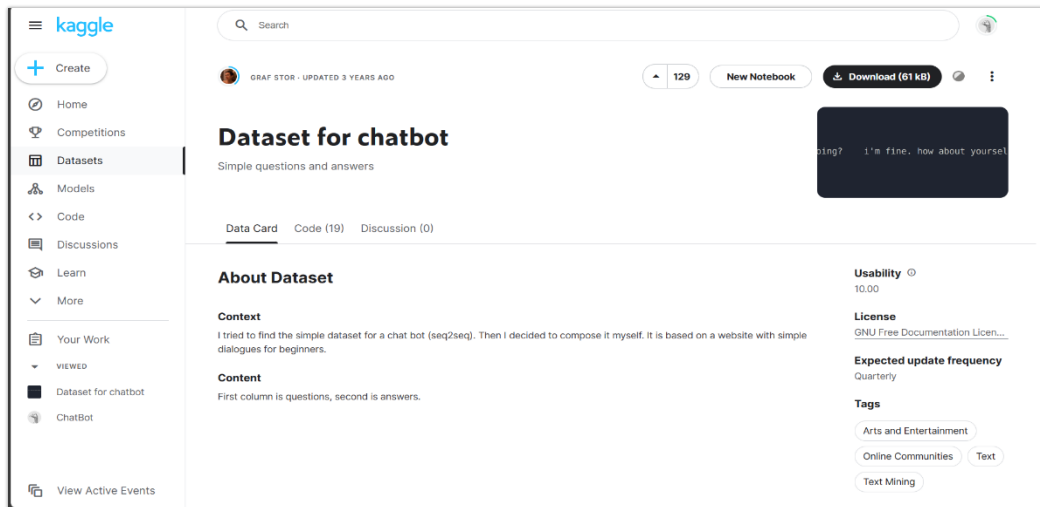 kaggle
Search
Create
Home
Competitions
Datasets
Models
Code
Discussions
Learn
More
Your Work
VIEWED
Dataset for chatbot
ChatBot
View Active Events
GRAF STOR · UPDATED 3 YEARS AGO
129
New Notebook
Download (61 kB)
Dataset for chatbot
Simple questions and answers
oing? i'm fine. how about yoursel
Data Card Code (19) Discussion (0)
About Dataset
Context
I tried to find the simple dataset for a chat bot (seq2seq). Then I decided to compose it myself. It is based on a website with simple
dialogues for beginners.
Content
First column is questions, second is answers.
Usability
10.00
License
GNU Free Documentation Licen...
Expected update frequency
Quarterly
Tags
Arts and Entertainment
Online Communities Text
Text Mining